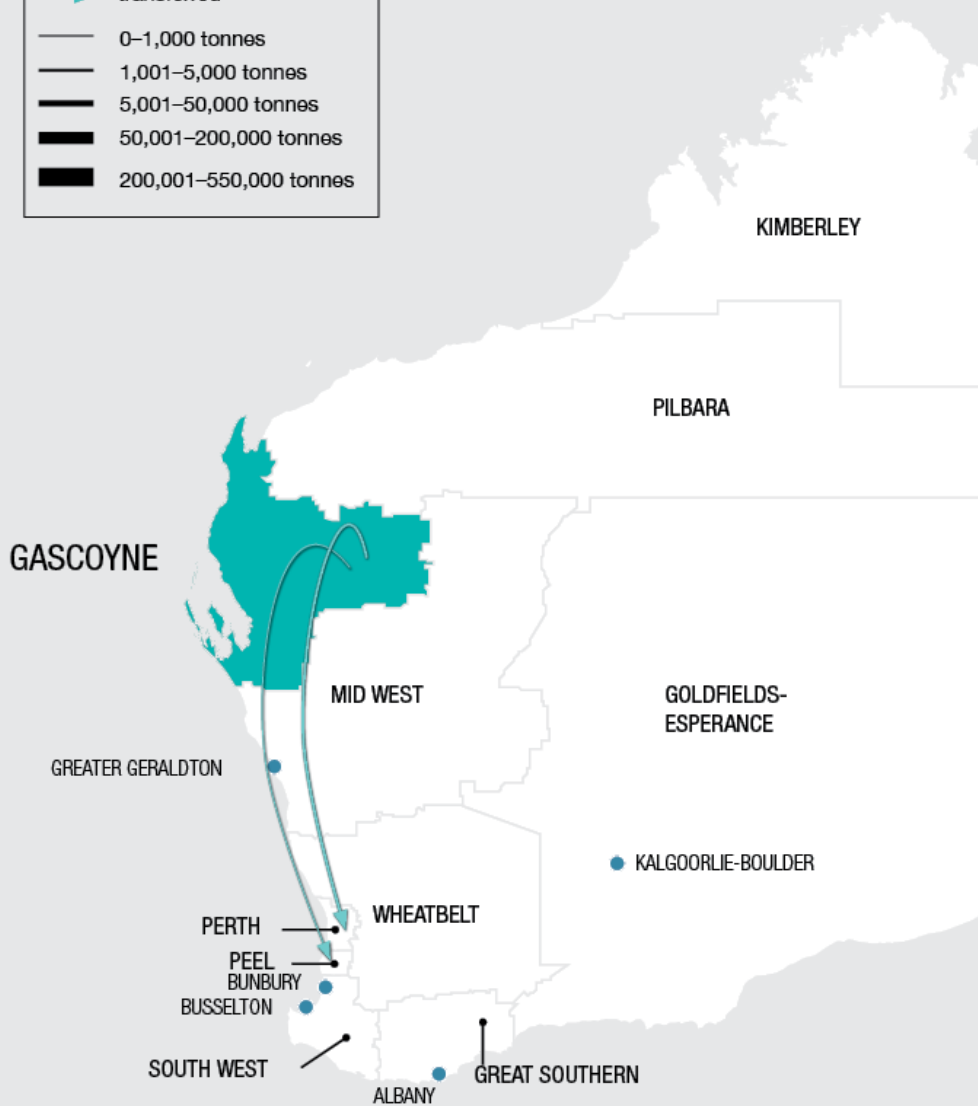 transferred
0–1,000 tonnes
1,001–5,000 tonnes
5,001–50,000 tonnes
50,001–200,000 tonnes
200,001–550,000 tonnes
KIMBERLEY
PILBARA
GASCOYNE
MID WEST
GOLDFIELDS-
ESPERANCE
GREATER GERALDTON
KALGOORLIE-BOULDER
WHEATBELT
PERTH
PEEL
BUNBURY
BUSSELTON
SOUTH WEST
GREAT SOUTHERN
ALBANY